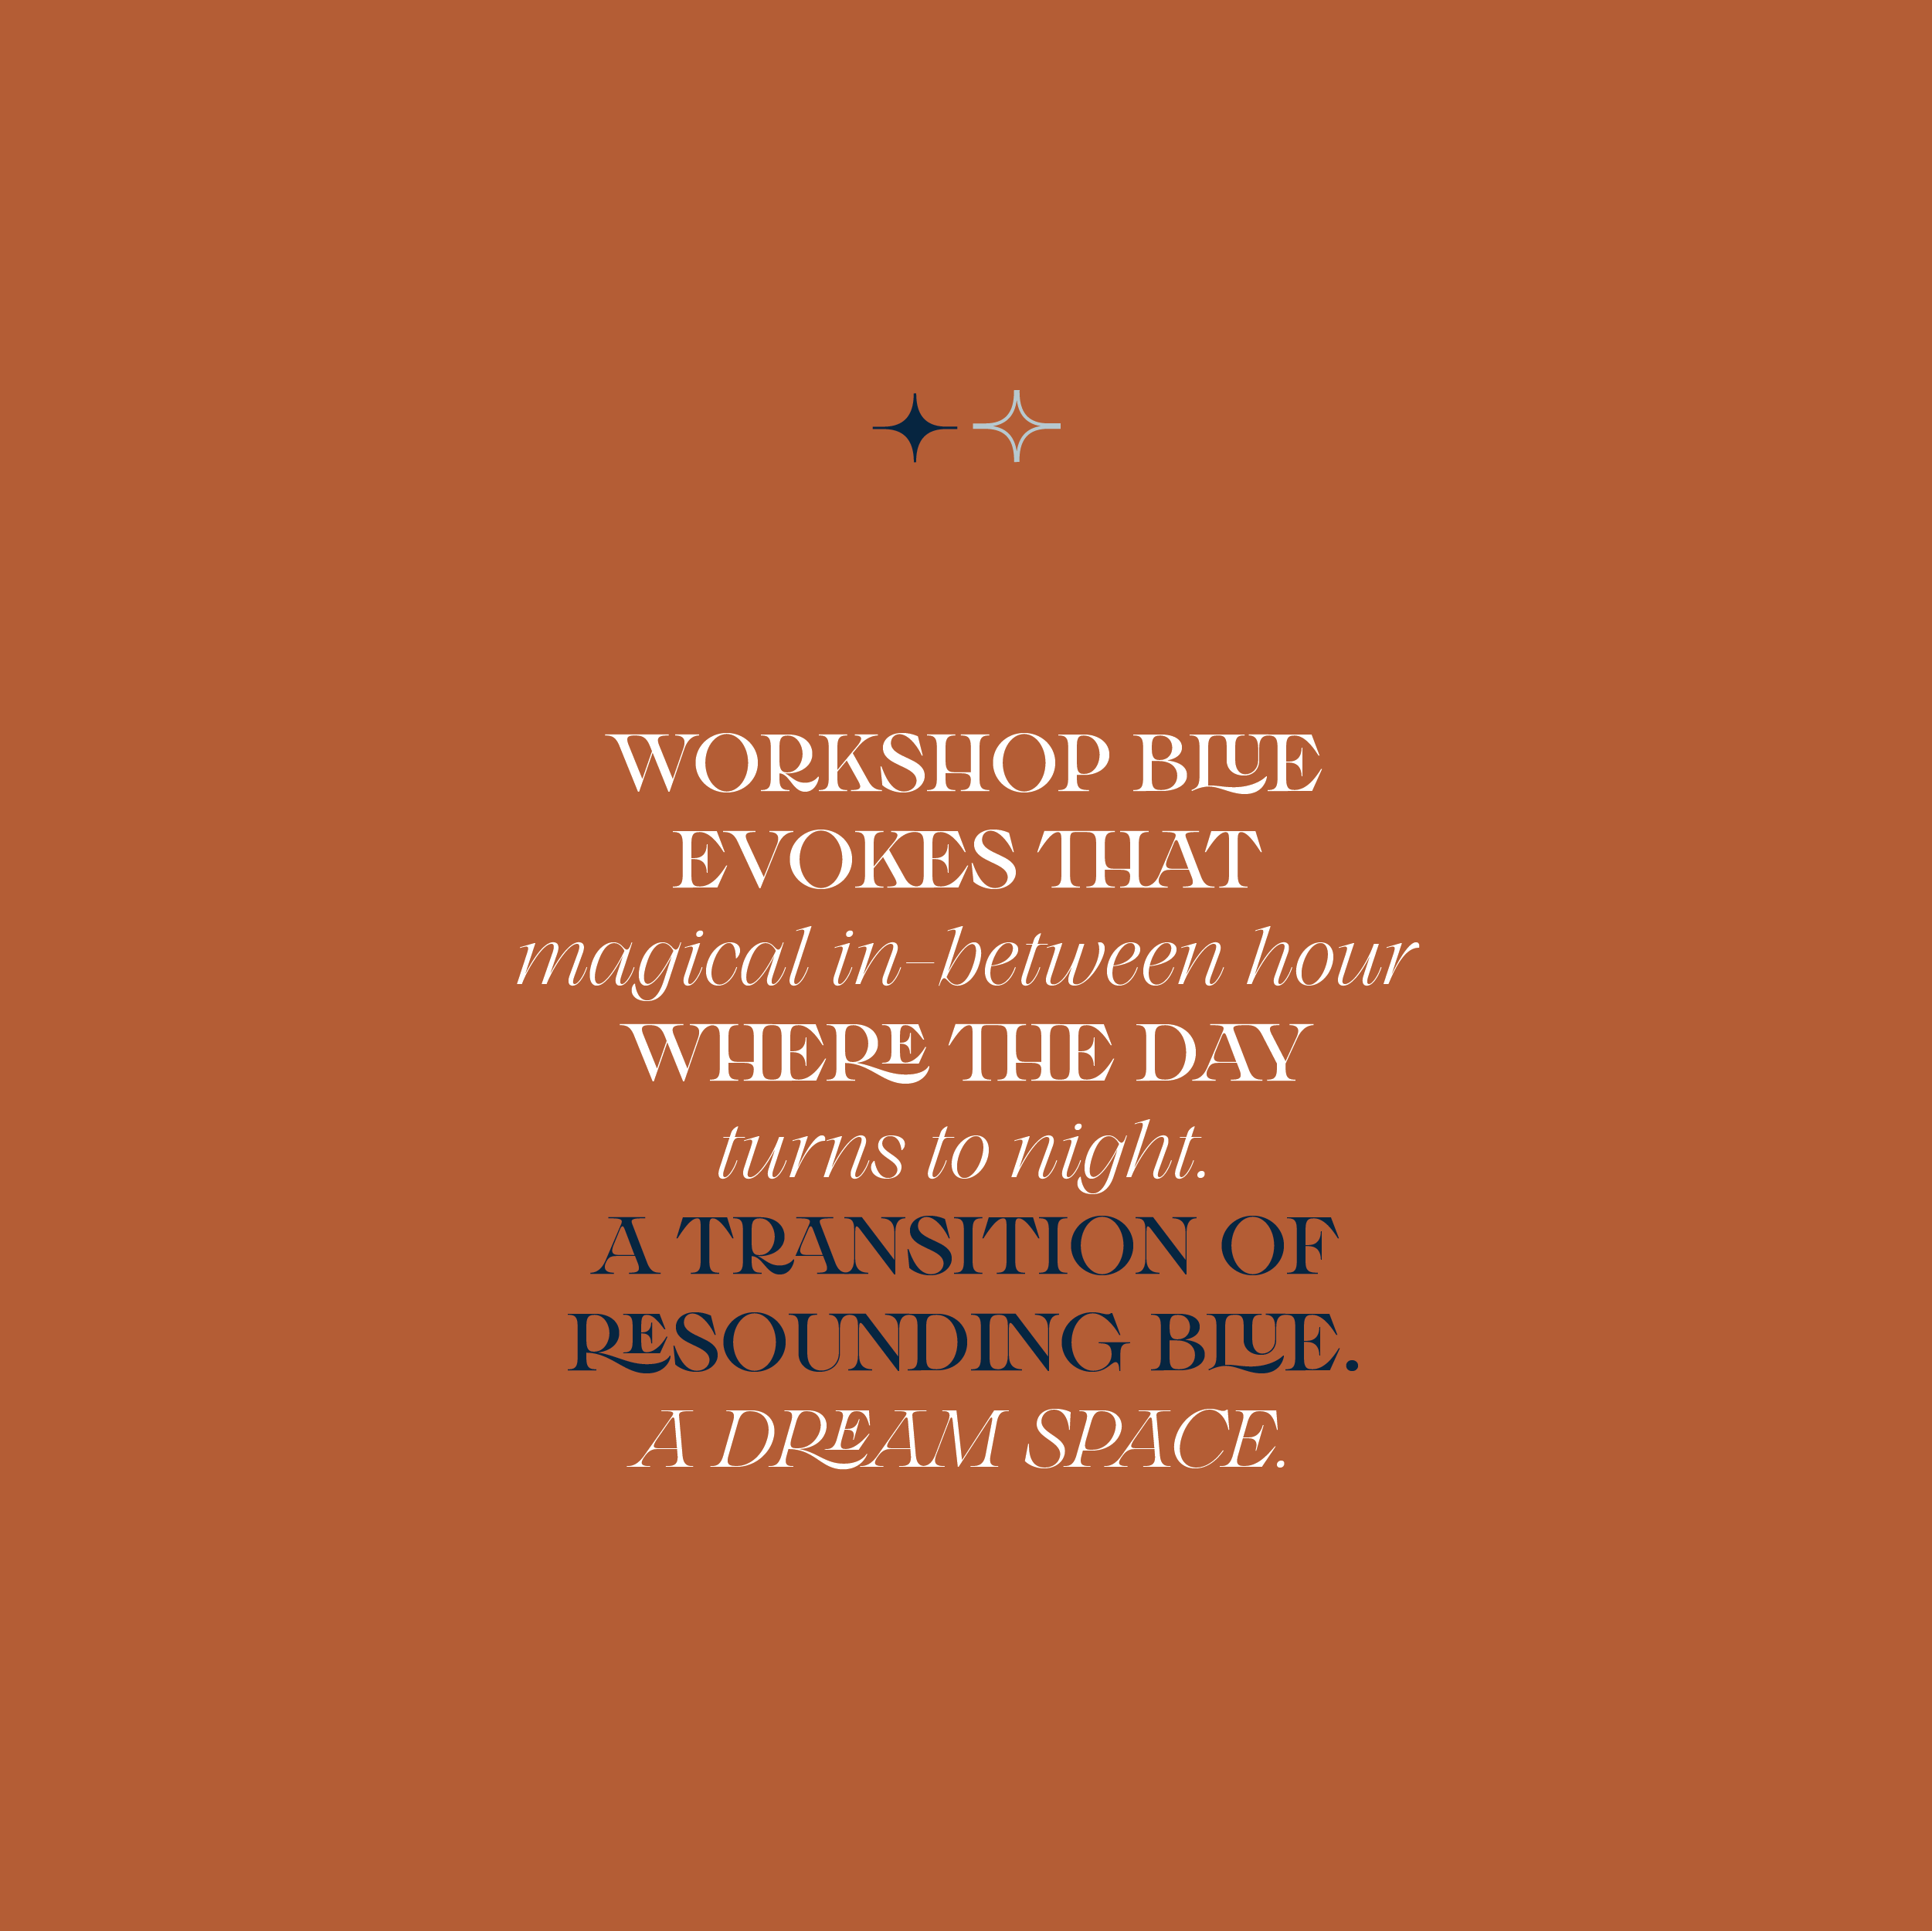 WORKSHOP BLUE
EVOKES THAT
magical in-between hour
WHERE THE DAY
turns to night.
A TRANSITION OF
RESOUNDING BLUE.
A DREAM SPACE.